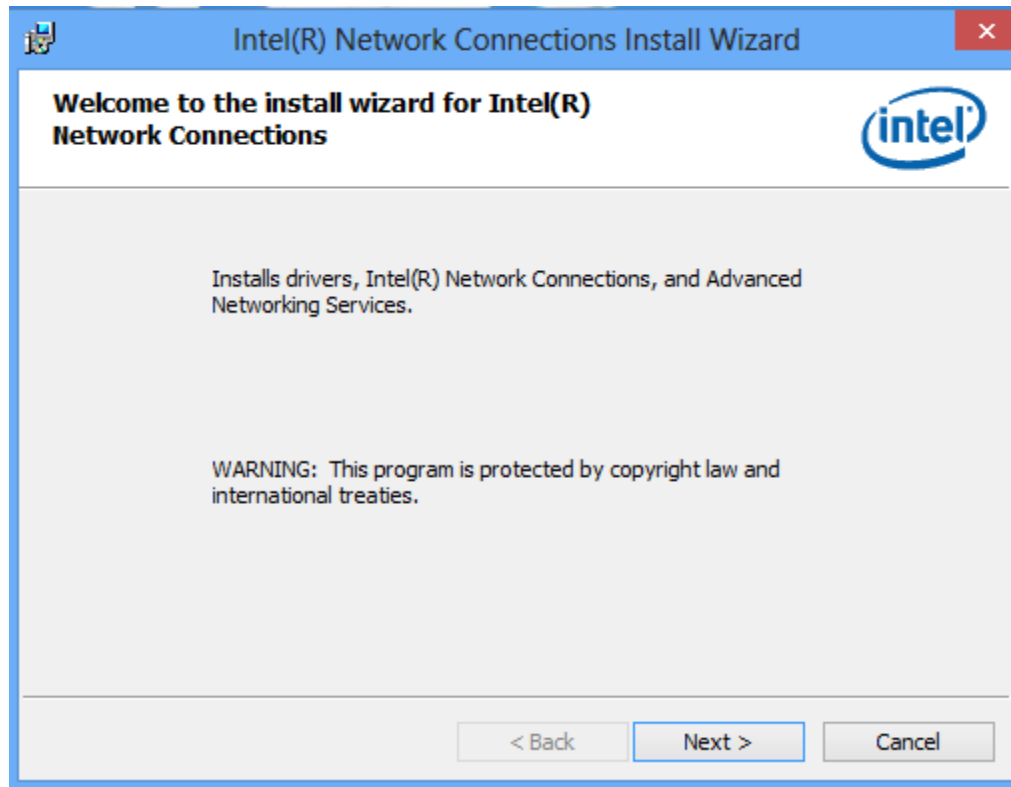 Intel(R) Network Connections Install Wizard
Welcome to the install wizard for Intel(R)
Network Connections
intel
Installs drivers, Intel(R) Network Connections, and Advanced
Networking Services.
WARNING:  This program is protected by copyright law and
international treaties.
< Back
Next >
Cancel